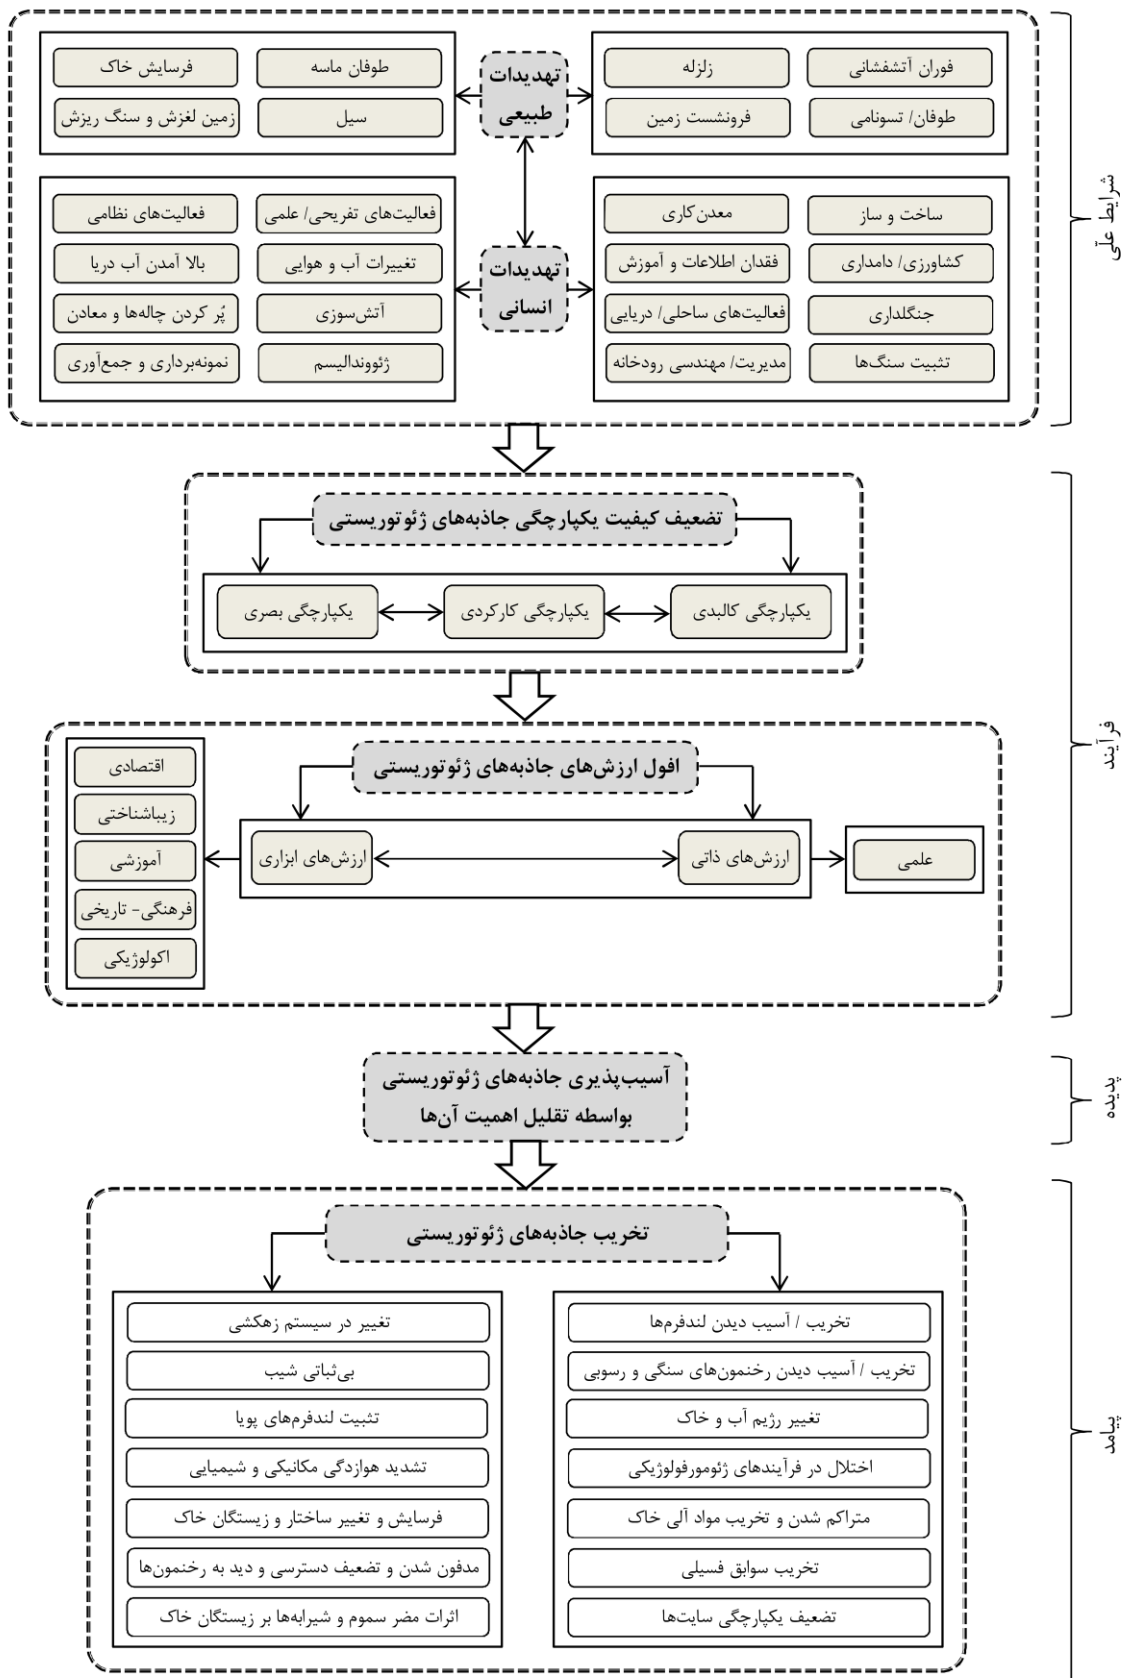 شرایط علّی
تهدیدات
طبیعی
فوران آتشفشانی
زلزله
طوفان/ تسونامی
فرونشست زمین
طوفان ماسه
فرسایش خاک
سیل
زمین لغزش و سنگ ریزش
تهدیدات
انسانی
ساخت و ساز
معدن‌کاری
کشاورزی/ دامداری
فقدان اطلاعات و آموزش
جنگلداری
فعالیت‌های ساحلی/ دریایی
تثبیت سنگ‌ها
مدیریت/ مهندسی رودخانه
فعالیت‌های تفریحی/ علمی
فعالیت‌های نظامی
تغییرات آب و هوایی
بالا آمدن آب دریا
آتش‌سوزی
پُر کردن چاله‌ها و معادن
ژئووندالیسم
نمونه‌برداری و جمع‌آوری
فرآیند
تضعیف کیفیت یکپارچگی جاذبه‌های ژئوتوریستی
یکپارچگی کالبدی
یکپارچگی کارکردی
یکپارچگی بصری
افول ارزش‌های جاذبه‌های ژئوتوریستی
علمی
ارزش‌های ذاتی
ارزش‌های ابزاری
اقتصادی
زیباشناختی
آموزشی
فرهنگی- تاریخی
اکولوژیکی
پدیده
آسیب‌پذیری جاذبه‌های ژئوتوریستی
بواسطه تقلیل اهمیت آن‌ها
پیامد
تخریب جاذبه‌های ژئوتوریستی
تخریب / آسیب دیدن لندفرم‌ها
تخریب / آسیب دیدن رخنمون‌های سنگی و رسوبی
تغییر رژیم آب و خاک
اختلال در فرآیندهای ژئومورفولوژیکی
متراکم شدن و تخریب مواد آلی خاک
تخریب سوابق فسیلی
تضعیف یکپارچگی سایت‌ها
تغییر در سیستم زهکشی
بی‌ثباتی شیب
تثبیت لندفرم‌های پویا
تشدید هوازدگی مکانیکی و شیمیایی
فرسایش و تغییر ساختار و زیستگان خاک
مدفون شدن و تضعیف دسترسی و دید به رخنمون‌ها
اثرات مضر سموم و شیرابه‌ها بر زیستگان خاک